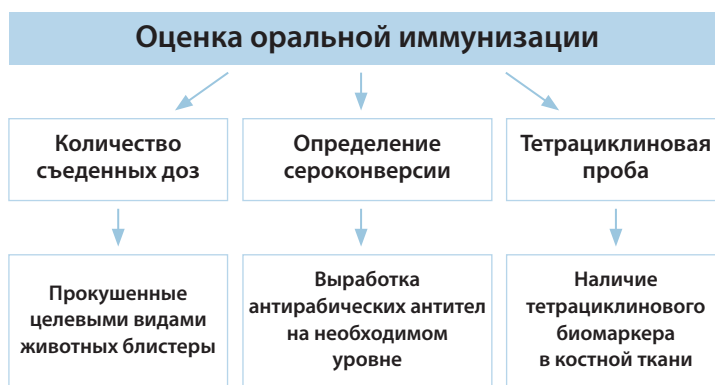 Оценка оральной иммунизации
Количество
съеденных доз
Определение
сероконверсии
Тетрациклиновая
проба
Прокушенные
целевыми видами
животных блистеры
Выработка
антирабических антител
на необходимом
уровне
Наличие
тетрациклинового
биомаркера
в костной ткани